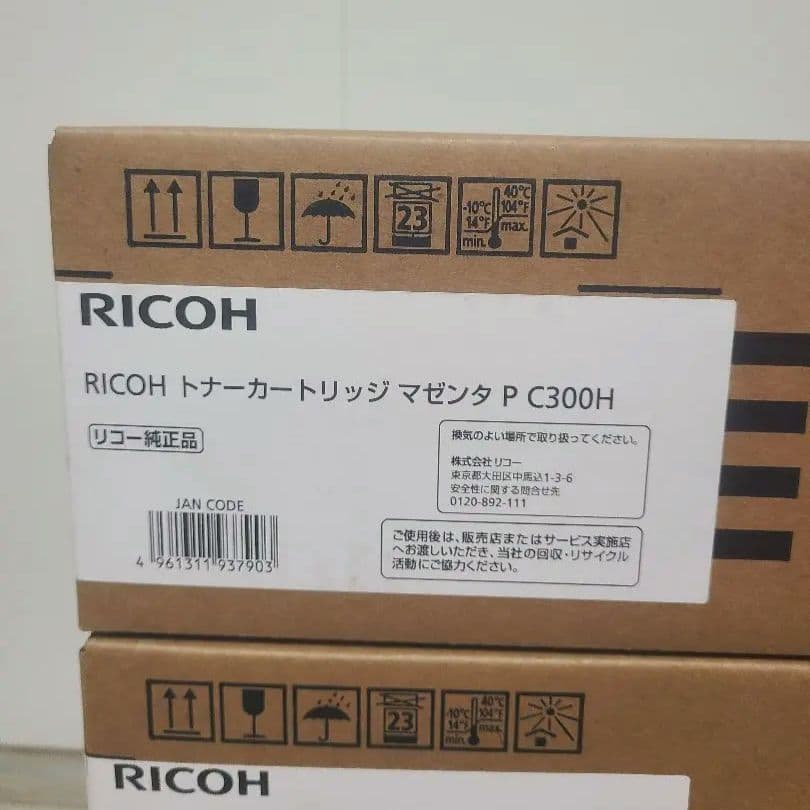 23
-10℃
14°F
min.
40℃
104°F
max.
RICOH
RICOH トナーカートリッジ マゼンタ P C300H
リコー純正品
換気のよい場所で取り扱ってください。
株式会社リコー
東京都大田区中馬込1-3-6
安全性に関する問合せ先
0120-892-111
JAN CODE
4 961311 937903
ご使用後は、販売店またはサービス実施店
へお渡しいただき、当社の回収・リサイクル
活動にご協力ください。
23
-10℃
14°F
min.
40℃
104°F
max.
RICOH